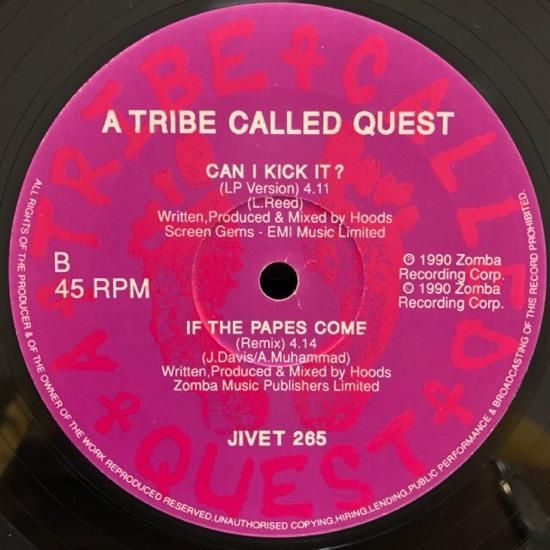 A TRIBE CALLED QUEST
A TRIBE CALLED QUEST
CAN I KICK IT?
(LP Version) 4.11
(L.Reed)
Written,Produced & Mixed by Hoods
Screen Gems - EMI Music Limited
B
45 RPM
℗ 1990 Zomba
Recording Corp.
© 1990 Zomba
Recording Corp.
IF THE PAPES COME
(Remix) 4.14
(J.Davis/A.Muhammad)
Written,Produced & Mixed by Hoods
Zomba Music Publishers Limited
JIVET 265
ALL RIGHTS OF THE PRODUCER & OF THE OWNER OF THE WORK REPRODUCED RESERVED.UNAUTHORISED COPYING,HIRING,LENDING,PUBLIC PERFORMANCE & BROADCASTING OF THIS RECORD PROHIBITED.